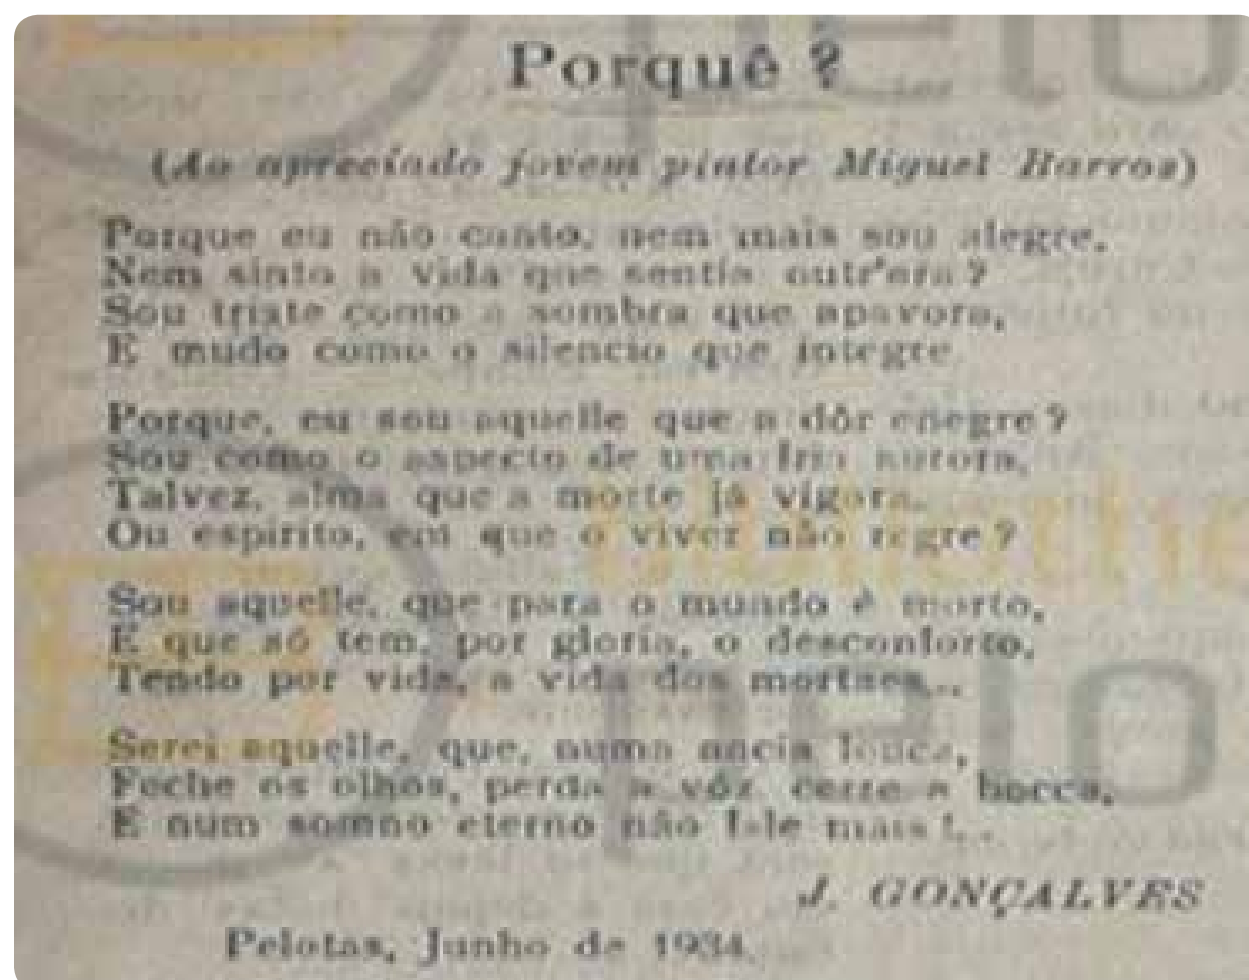 Porquê ?
(Ao apreciado jovem pintor Miguel Barros)
Porque eu não canto, nem mais sou alegre,
Nem sinto a vida que sentia outr'ora ?
Sou triste como a sombra que apavora,
E mudo como o silencio que integre
Porque, eu sou aquelle que a dôr enegre ?
Sou como o aspecto de uma fria aurora,
Talvez, alma que a morte já vigora,
Ou espirito, em que o viver não regre ?
Sou aquelle, que para o mundo é morto,
E que só tem, por gloria, o desconforto,
Tendo por vida, a vida dos mortaes...
Serei aquelle, que, numa ancia louca,
Feche os olhos, perda a vóz, cerre a bocca,
E num somno eterno não fale mais !...
J. GONÇALVES
Pelotas, Junho de 1934.